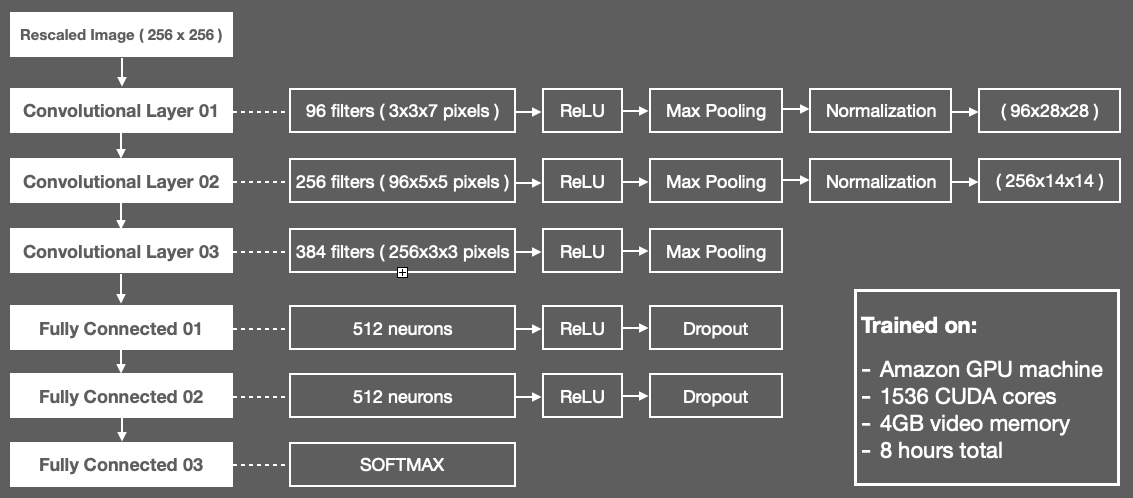 Rescaled Image ( 256 x 256 )
Convolutional Layer 01
96 filters ( 3x3x7 pixels )
ReLU
Max Pooling
Normalization
( 96x28x28 )
Convolutional Layer 02
256 filters ( 96x5x5 pixels )
ReLU
Max Pooling
Normalization
( 256x14x14 )
Convolutional Layer 03
384 filters ( 256x3x3 pixels
ReLU
Max Pooling
Fully Connected 01
512 neurons
ReLU
Dropout
Fully Connected 02
512 neurons
ReLU
Dropout
Fully Connected 03
SOFTMAX
Trained on:
- Amazon GPU machine
- 1536 CUDA cores
- 4GB video memory
- 8 hours total